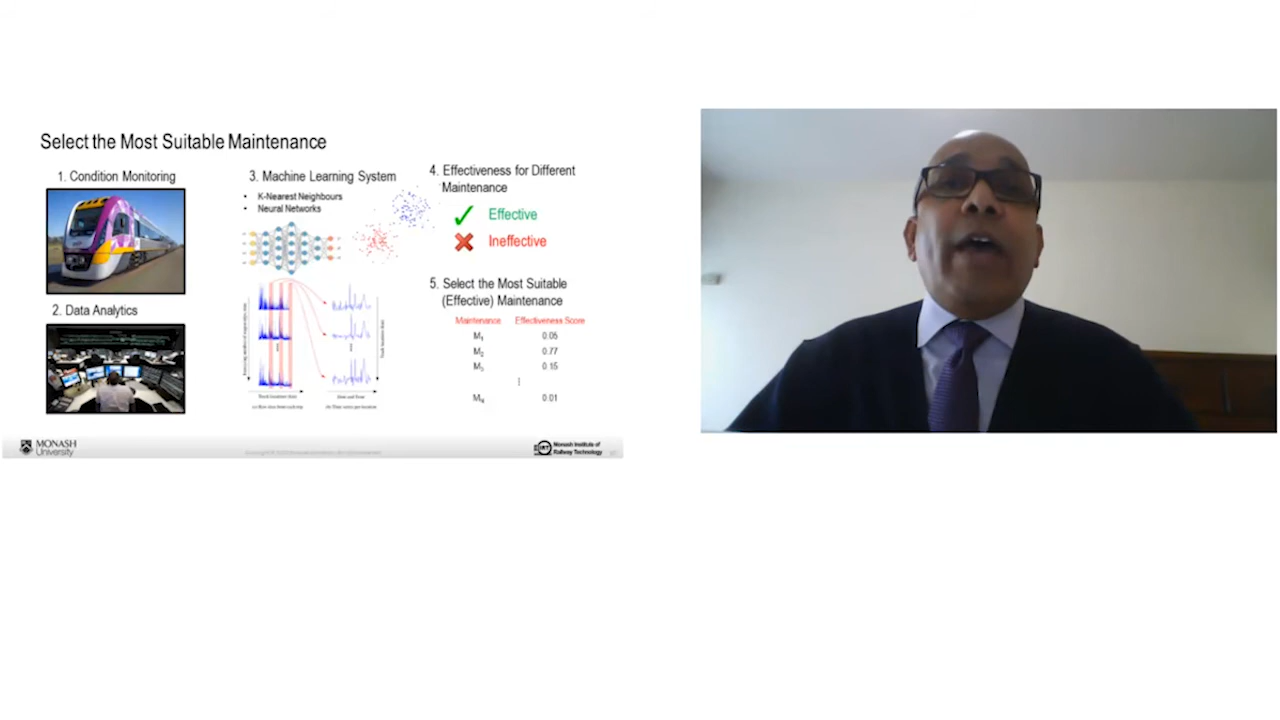 Select the Most Suitable Maintenance
1. Condition Monitoring
2. Data Analytics
3. Machine Learning System
• K-Nearest Neighbours
• Neural Networks
4. Effectiveness for Different
Maintenance
Effective
Ineffective
5. Select the Most Suitable
(Effective) Maintenance
Maintenance Effectiveness Score
M1 0.05
M2 0.77
M3 0.15
0.01
MONASH
University
Monash Institute of
Railway Technology